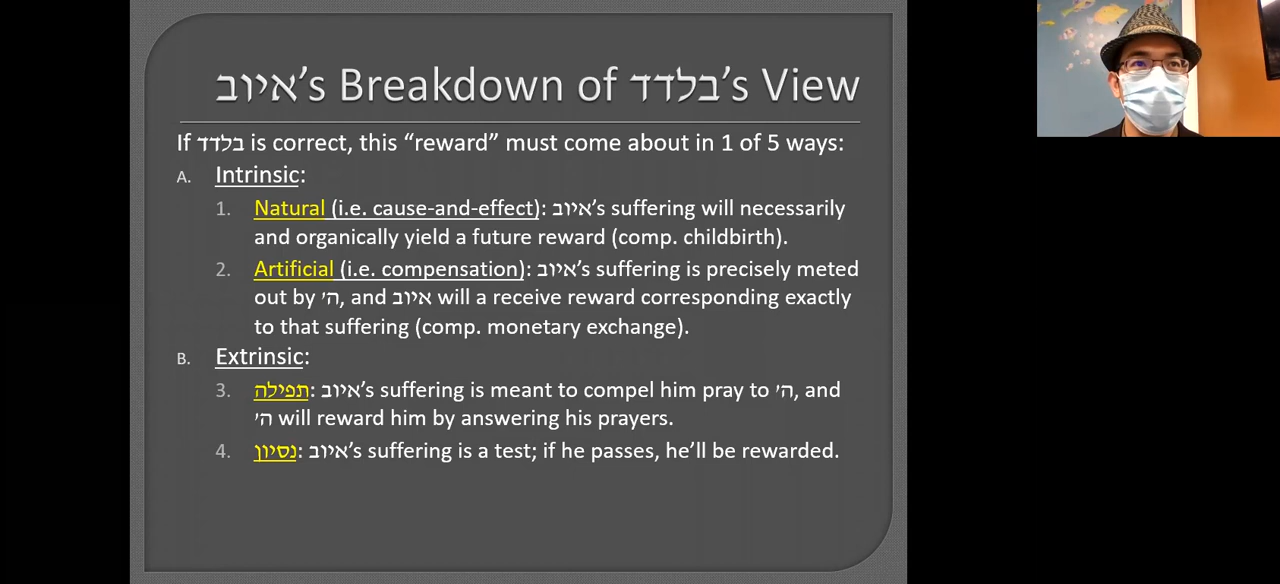 איוב's Breakdown of בלדד's View
If בלדד is correct, this “reward” must come about in 1 of 5 ways:
A. Intrinsic:
1. Natural (i.e. cause-and-effect): איוב's suffering will necessarily
and organically yield a future reward (comp. childbirth).
2. Artificial (i.e. compensation): איוב's suffering is precisely meted
out by ה', and איוב will a receive reward corresponding exactly
to that suffering (comp. monetary exchange).
B. Extrinsic:
3. תפילה: איוב's suffering is meant to compel him pray to ה', and
ה' will reward him by answering his prayers.
4. נסיון: איוב's suffering is a test; if he passes, he'll be rewarded.